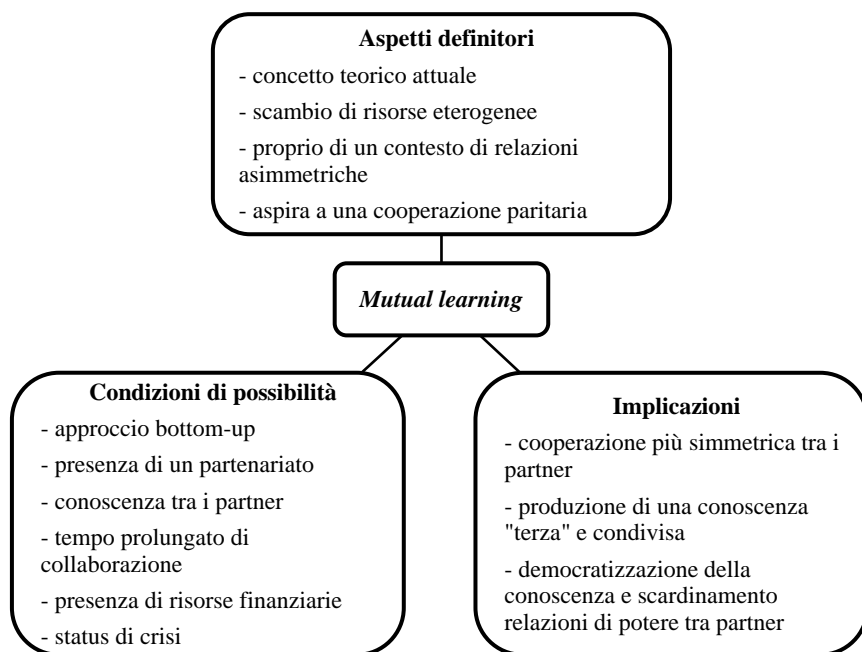 Aspetti definitori
- concetto teorico attuale
- scambio di risorse eterogenee
- proprio di un contesto di relazioni
asimmetriche
- aspira a una cooperazione paritaria
Mutual learning
Condizioni di possibilità
- approccio bottom-up
- presenza di un partenariato
- conoscenza tra i partner
- tempo prolungato di
collaborazione
- presenza di risorse finanziarie
- status di crisi
Implicazioni
- cooperazione più simmetrica tra i
partner
- produzione di una conoscenza
"terza" e condivisa
- democratizzazione della
conoscenza e scardinamento
relazioni di potere tra partner